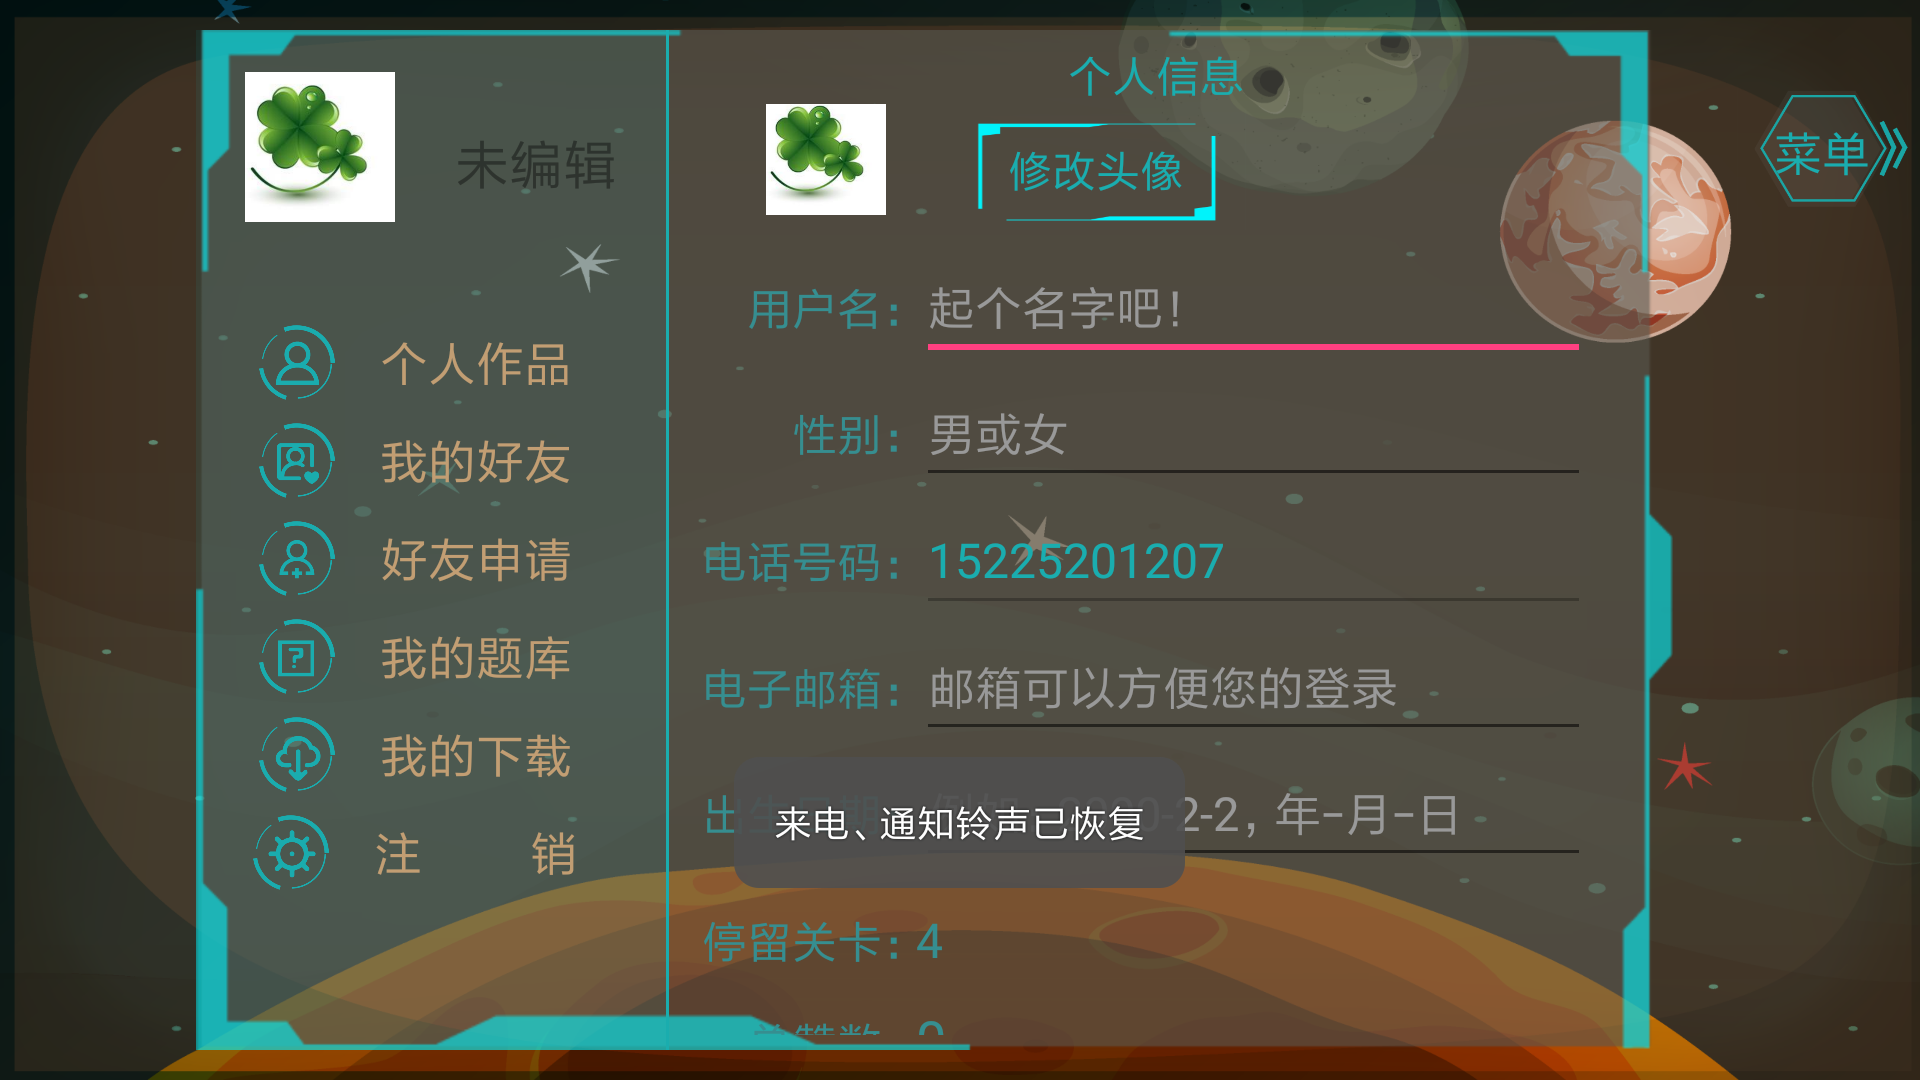 未编辑
个人作品
我的好友
好友申请
我的题库
我的下载
注 销
个人信息
修改头像
用户名：起个名字吧！
性别：男或女
电话号码：15225201207
电子邮箱：邮箱可以方便您的登录
出 2-2，年-月-日
来电、通知铃声已恢复
停留关卡：4
菜单